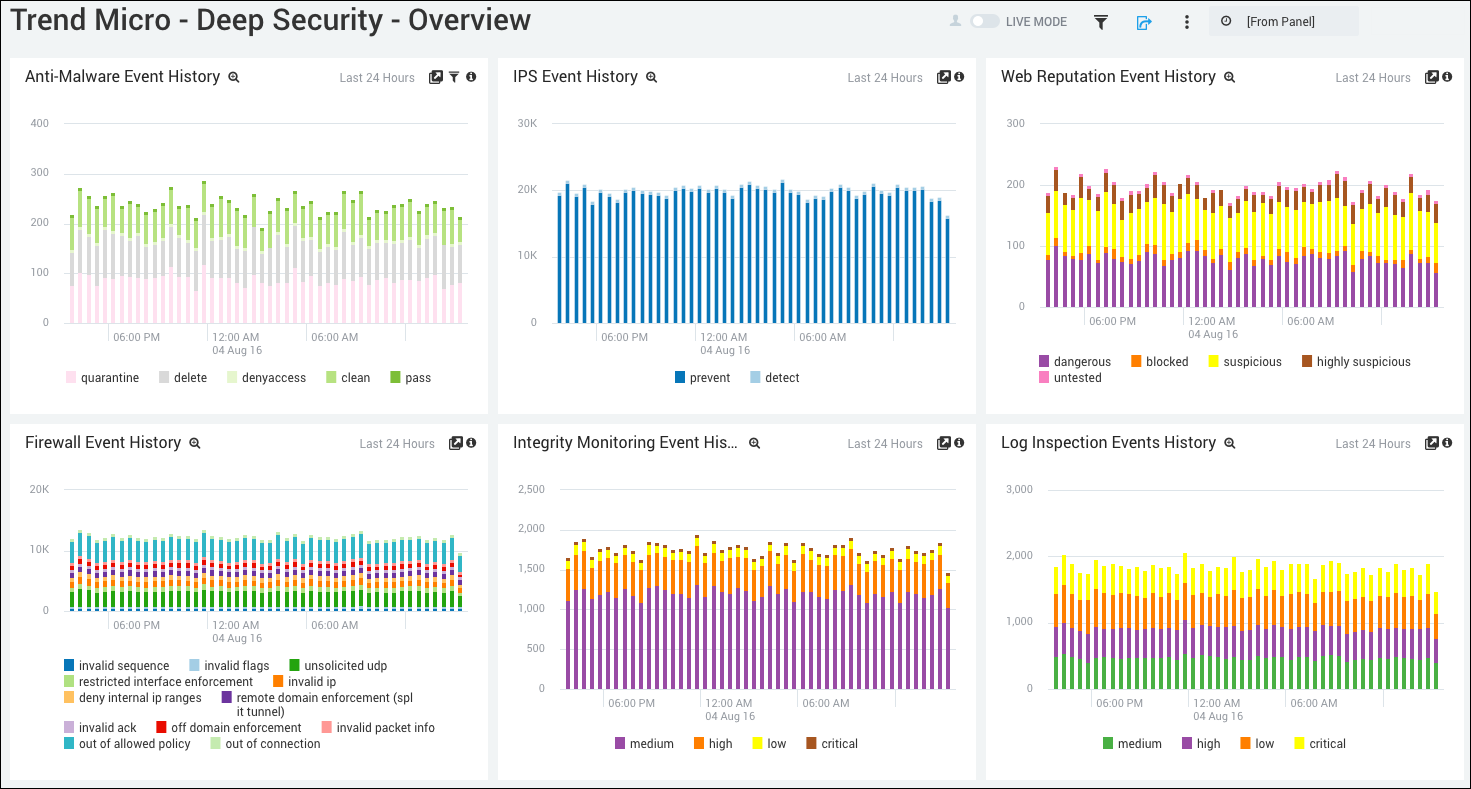 Trend Micro - Deep Security - Overview
LIVE MODE
[From Panel]
Anti-Malware Event History
Last 24 Hours
400
300
200
100
0
06:00 PM
12:00 AM
06:00 AM
04 Aug 16
quarantine
delete
denyaccess
clean
pass
IPS Event History
Last 24 Hours
30K
20K
10K
0
06:00 PM
12:00 AM
06:00 AM
04 Aug 16
prevent
detect
Web Reputation Event History
Last 24 Hours
300
200
100
0
06:00 PM
12:00 AM
06:00 AM
04 Aug 16
dangerous
blocked
suspicious
highly suspicious
untested
Firewall Event History
Last 24 Hours
20K
10K
0
06:00 PM
12:00 AM
06:00 AM
04 Aug 16
invalid sequence
invalid flags
unsolicited udp
restricted interface enforcement
invalid ip
deny internal ip ranges
remote domain enforcement (spl
it tunnel)
invalid ack
off domain enforcement
invalid packet info
out of allowed policy
out of connection
Integrity Monitoring Event His...
Last 24 Hours
2,500
2,000
1,500
1,000
500
0
06:00 PM
12:00 AM
06:00 AM
04 Aug 16
medium
high
low
critical
Log Inspection Events History
Last 24 Hours
3,000
2,000
1,000
0
06:00 PM
12:00 AM
06:00 AM
04 Aug 16
medium
high
low
critical